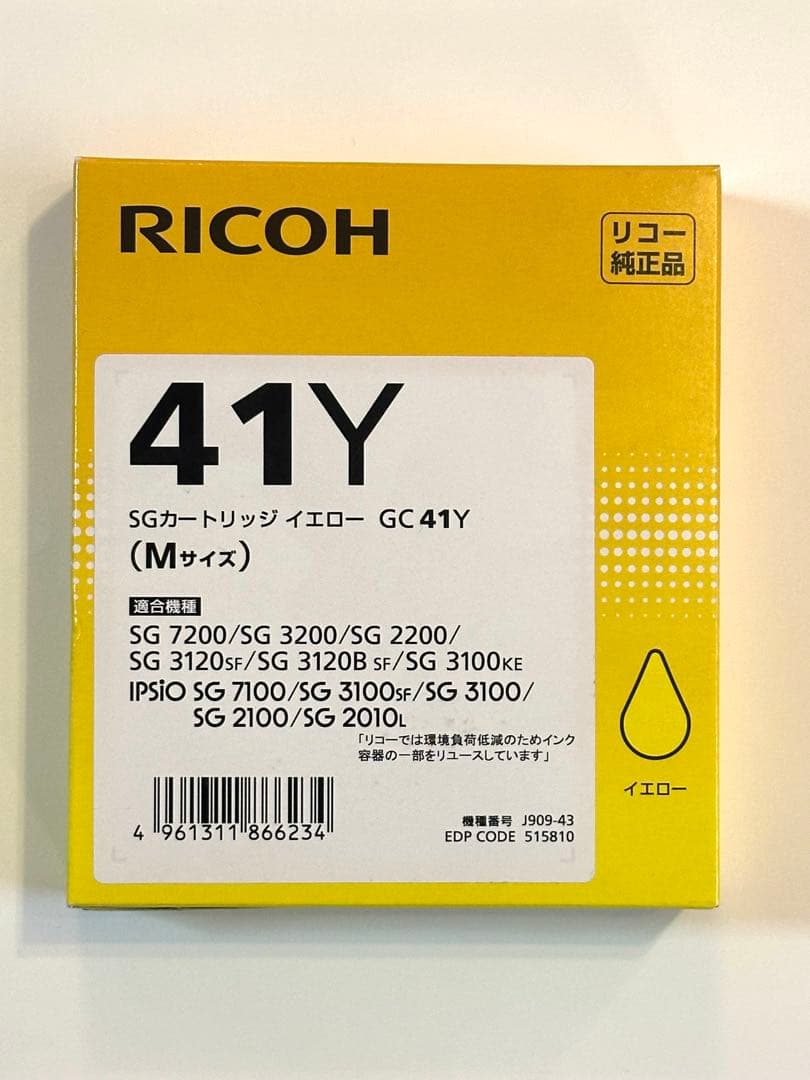 RICOH
リコー
純正品
41Y
SGカートリッジ イエロー GC 41Y
(Mサイズ)
適合機種
SG 7200/SG 3200/SG 2200/
SG 3120SF/SG 3120B SF/SG 3100KE
IPSiO SG 7100/SG 3100SF/SG 3100/
SG 2100/SG 2010L
「リコーでは環境負荷低減のためインク
容器の一部をリユースしています」
イエロー
4 961311 866234
機種番号 J909-43
EDP CODE 515810